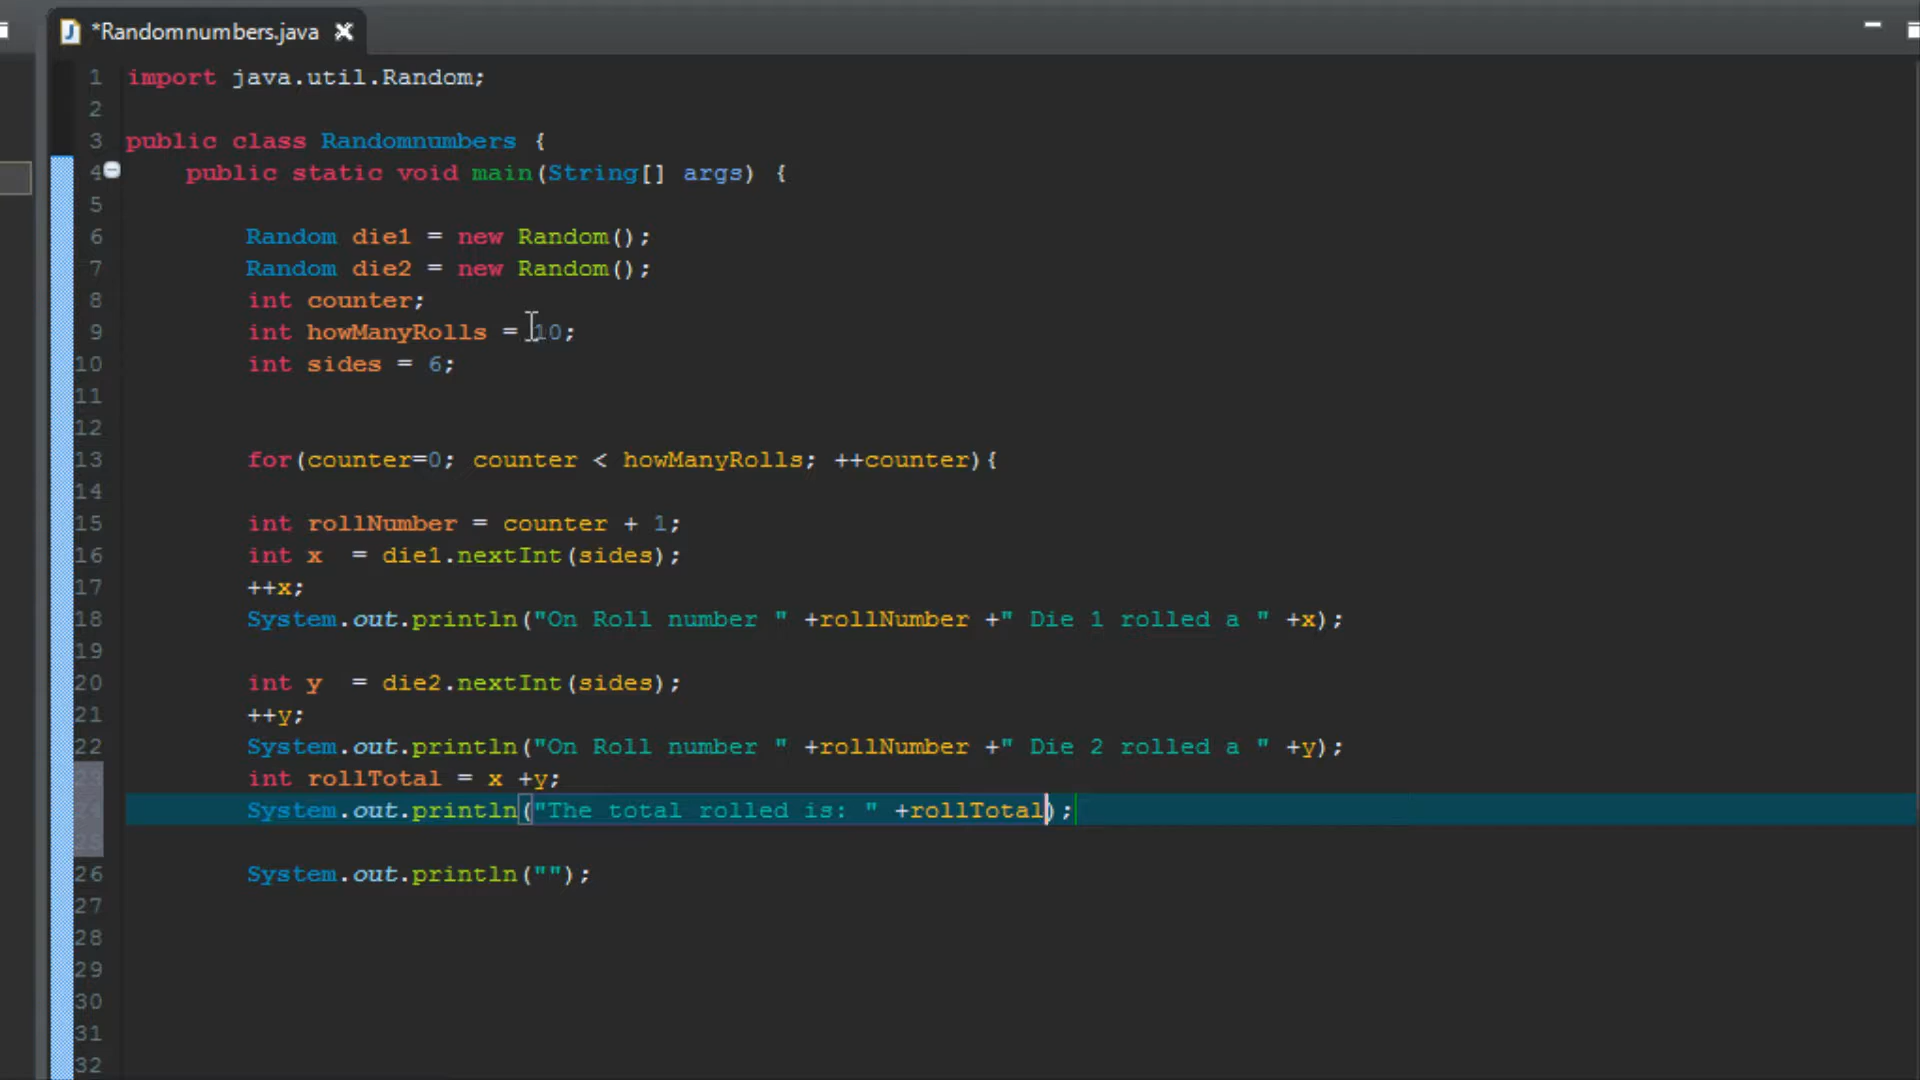 *Randomnumbers.java
1 import java.util.Random;
2
3 public class Randomnumbers {
4 public static void main(String[] args) {
5
6 Random die1 = new Random();
7 Random die2 = new Random();
8 int counter;
9 int howManyRolls = 10;
10 int sides = 6;
11
12
13 for(counter=0; counter < howManyRolls; ++counter){
14
15 int rollNumber = counter + 1;
16 int x  = die1.nextInt(sides);
17 ++x;
18 System.out.println("On Roll number " +rollNumber +" Die 1 rolled a " +x);
19
20 int y  = die2.nextInt(sides);
21 ++y;
22 System.out.println("On Roll number " +rollNumber +" Die 2 rolled a " +y);
23 int rollTotal = x +y;
24 System.out.println("The total rolled is: " +rollTotal);
25
26 System.out.println("");
27
28
29
30
31
32